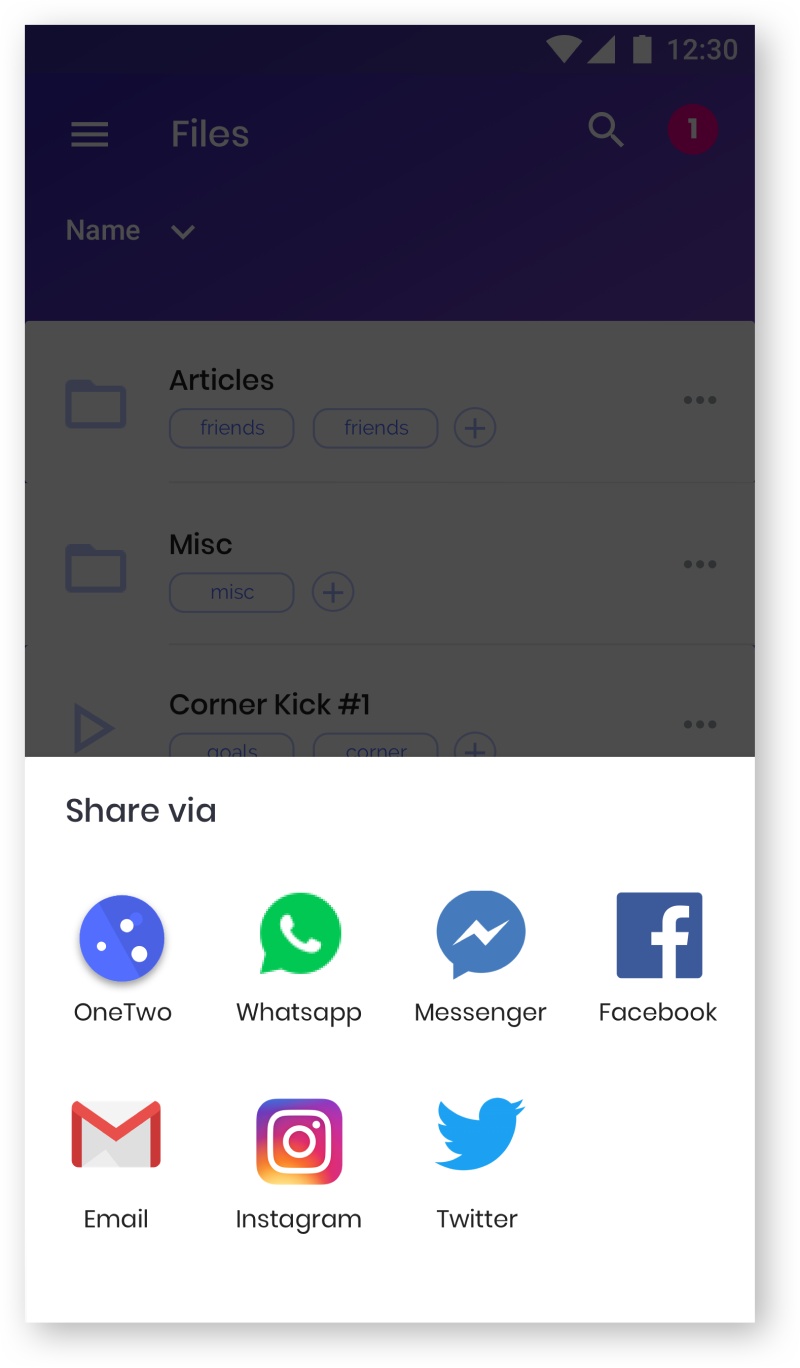 12:30
Files 1
Name
Articles
friends friends
Misc
misc
Corner Kick #1
goals corner
Share via
OneTwo Whatsapp Messenger Facebook
Email Instagram Twitter